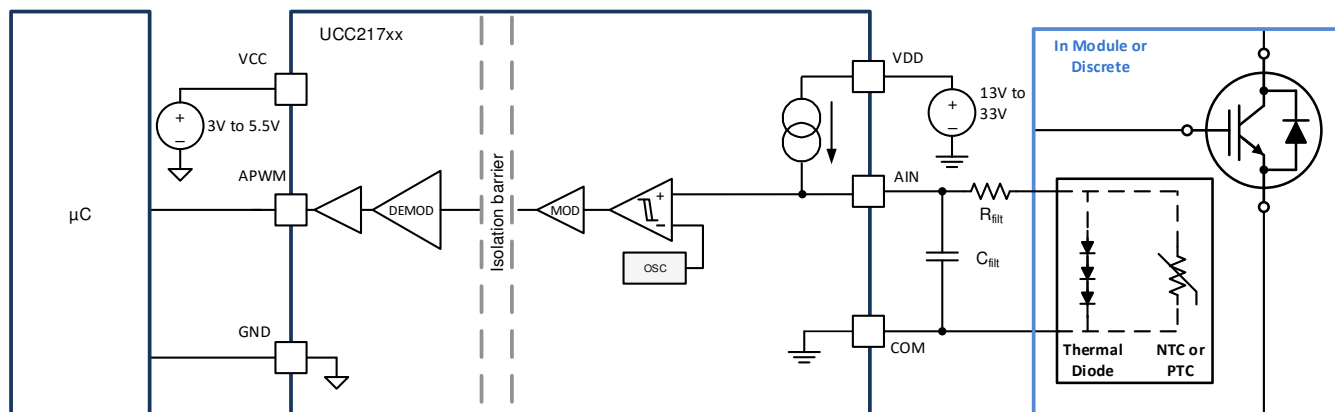 UCC217xx
In Module or
Discrete
VCC
VDD
+
−
3V to 5.5V
+
−
13V to
33V
APWM
AIN
µC
DEMOD
Isolation barrier
MOD
+
−
OSC
Rfilt
Cfilt
GND
COM
Thermal
Diode
NTC or
PTC